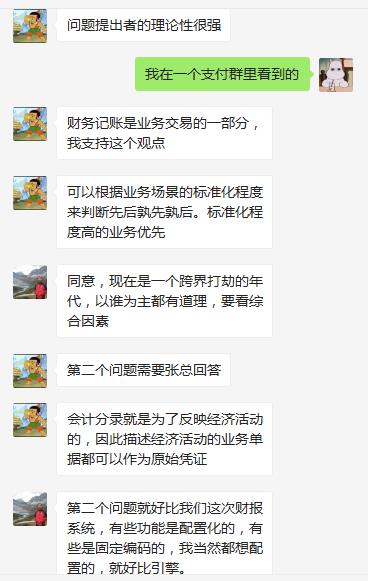 问题提出者的理论性很强
我在一个支付群里看到的
财务记账是业务交易的一部分，
我支持这个观点
可以根据业务场景的标准化程度
来判断先后孰先孰后。标准化程
度高的业务优先
同意，现在是一个跨界打劫的年
代，以谁为主都有道理，要看综
合因素
第二个问题需要张总回答
会计分录就是为了反映经济活动
的，因此描述经济活动的业务单
据都可以作为原始凭证
第二个问题就好比我们这次财报
系统，有些功能是配置化的，有
些是固定编码的，我当然都想配
置的，就好比引擎。